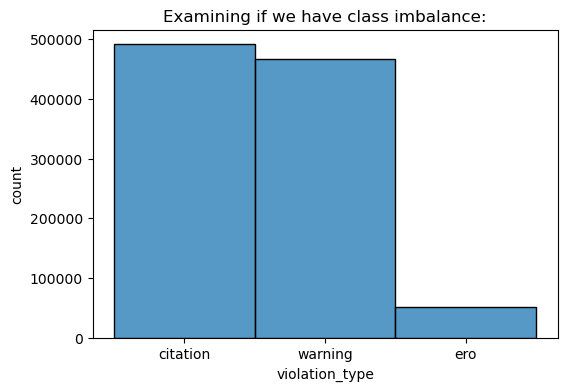 Examining if we have class imbalance:
500000
400000
300000
200000
100000
0
count
citation warning ero
violation_type